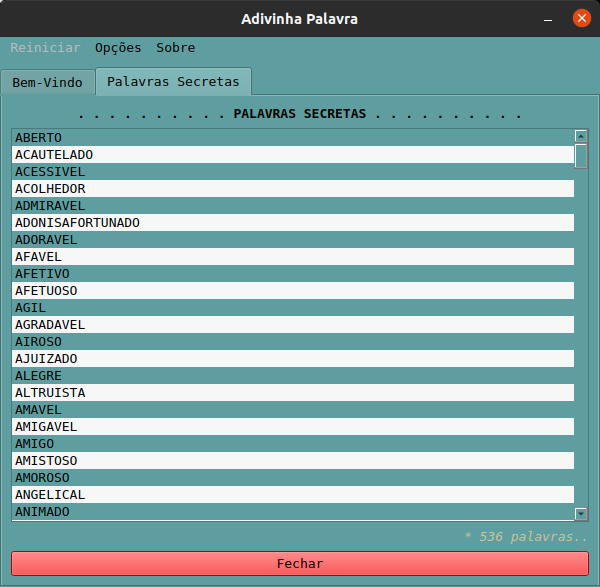 Adivinha Palavra
Reiniciar Opções Sobre
Bem-Vindo Palavras Secretas
. . . . . . . . . . PALAVRAS SECRETAS . . . . . . . . . .
ABERTO
ACAUTELADO
ACESSIVEL
ACOLHEDOR
ADMIRAVEL
ADONISAFORTUNADO
ADORAVEL
AFAVEL
AFETIVO
AFETUOSO
AGIL
AGRADAVEL
AIROSO
AJUIZADO
ALEGRE
ALTRUISTA
AMAVEL
AMIGAVEL
AMIGO
AMISTOSO
AMOROSO
ANGELICAL
ANIMADO
* 536 palavras..
Fechar